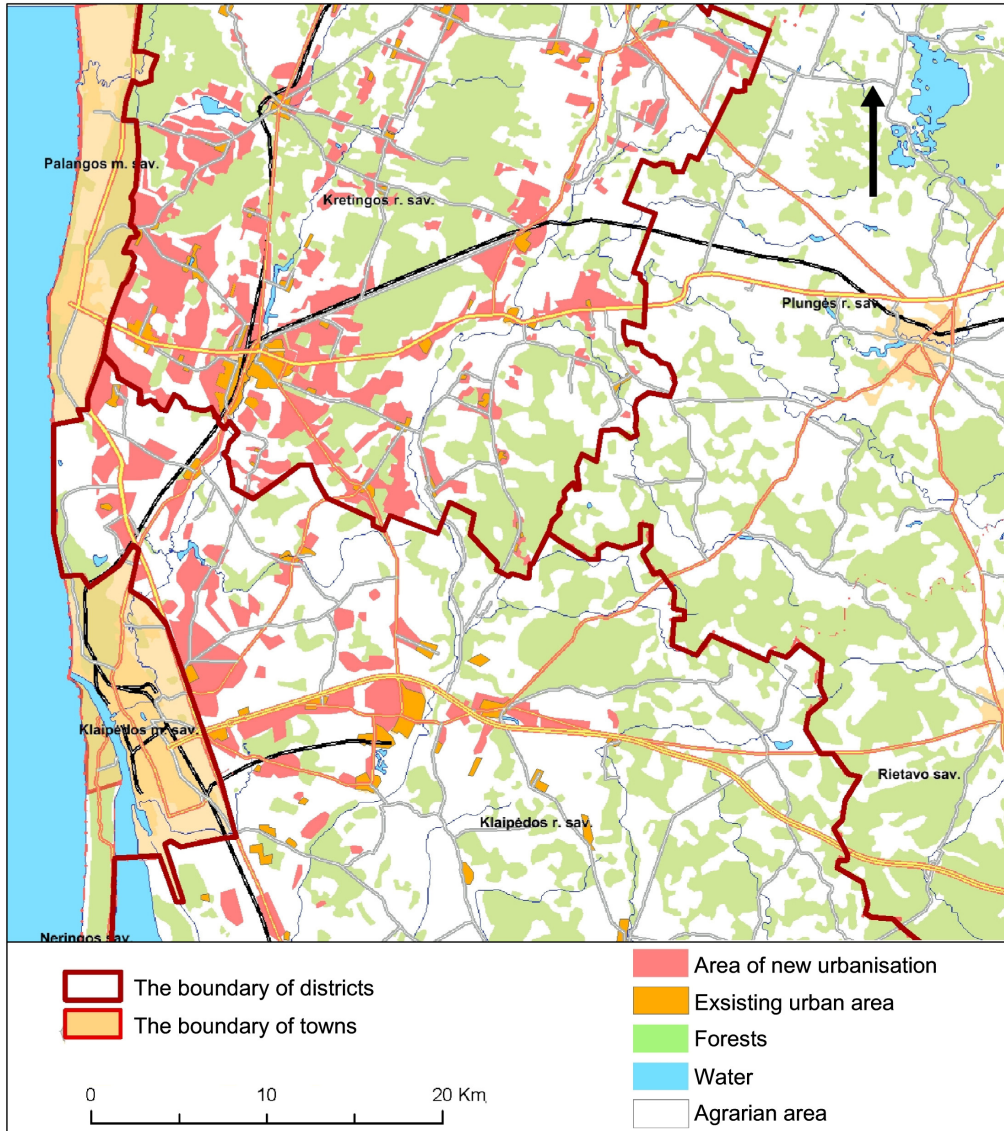 Palangos m. sav.
Kretingos r. sav.
Plungės r. sav.
Klaipėdos m. sav.
Rietavo sav.
Klaipėdos r. sav.
Neringos sav.
The boundary of districts
The boundary of towns
0 10 20 Km
Area of new urbanisation
Exsisting urban area
Forests
Water
Agrarian area